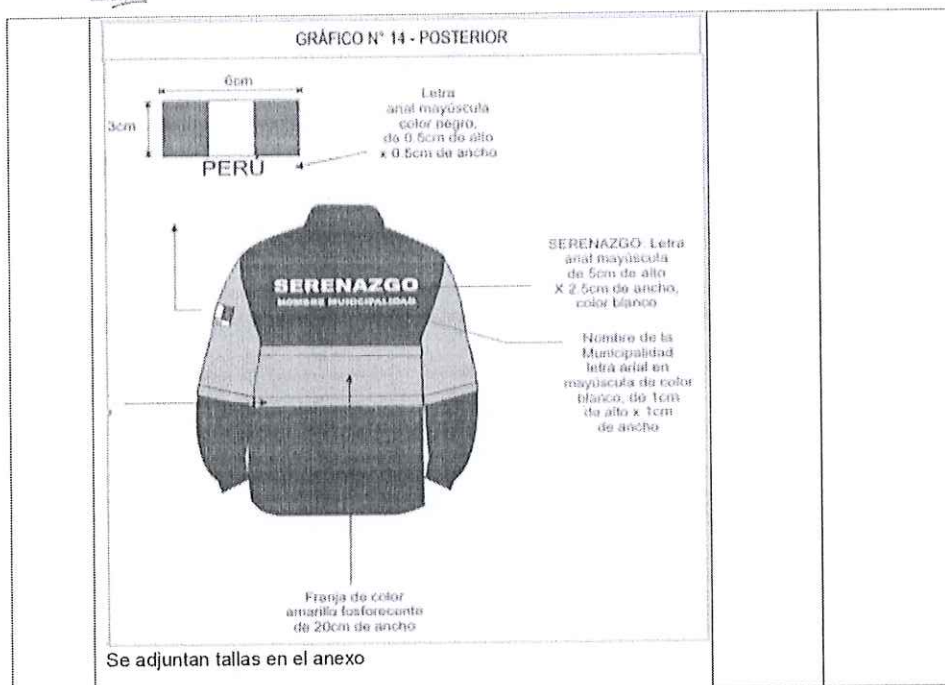 GRÁFICO N° 14 - POSTERIOR
6cm
3cm
PERÚ
Letra
arial mayúscula
color negro,
de 0.5cm de alto
x 0.5cm de ancho
SERENAZGO
NOMBRE MUNICIPALIDAD
SERENAZGO: Letra
arial mayúscula
de 5cm de alto
X 2.5cm de ancho,
color blanco
Nombre de la
Municipalidad
letra arial en
mayúscula de color
blanco, de 1cm
de alto x 1cm
de ancho
Franja de color
amarillo fosforecente
de 20cm de ancho
Se adjuntan tallas en el anexo